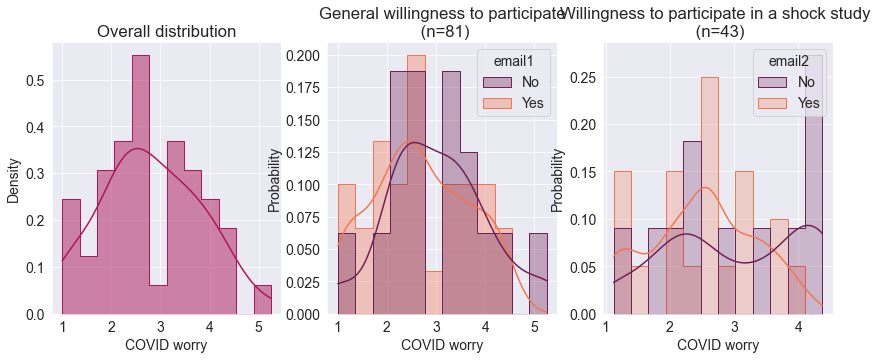 Overall distribution
General willingness to participate
(n=81)
Willingness to participate in a shock study
(n=43)
Density
0.5
0.4
0.3
0.2
0.1
0.0
1 2 3 4 5
COVID worry
Probability
0.200
0.175
0.150
0.125
0.100
0.075
0.050
0.025
0.000
email1
No
Yes
1 2 3 4 5
COVID worry
Probability
0.25
0.20
0.15
0.10
0.05
0.00
email2
No
Yes
1 2 3 4
COVID worry